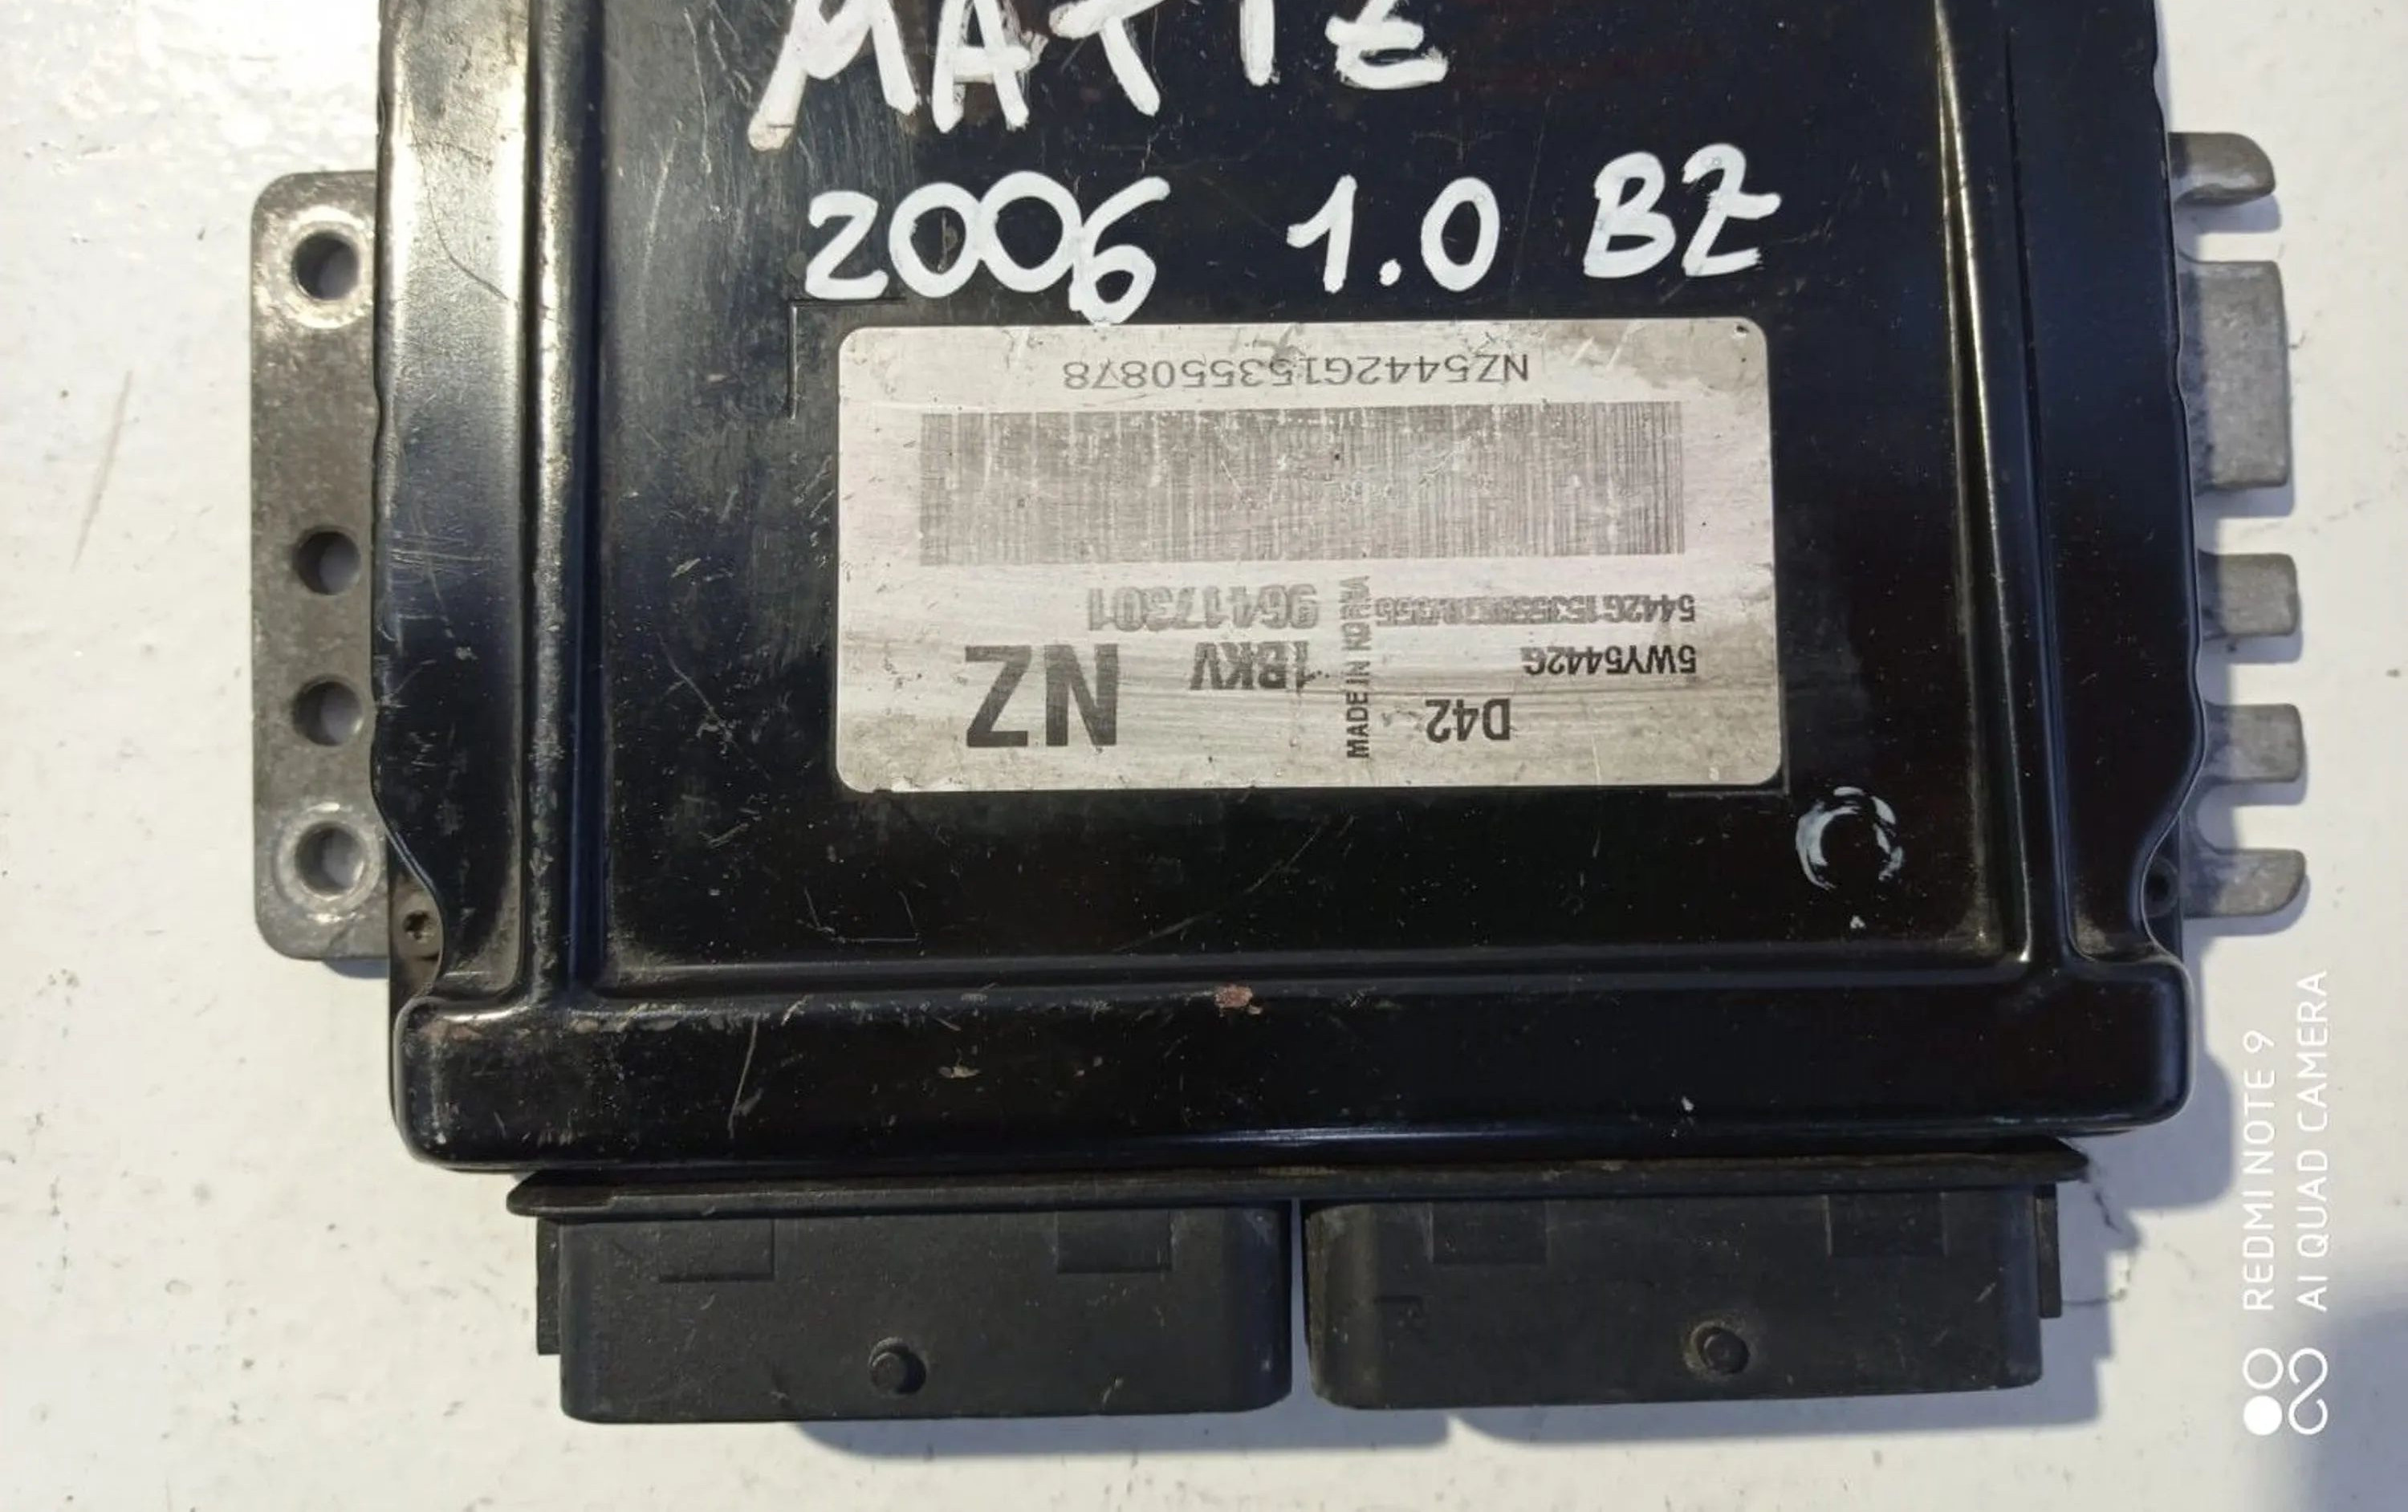 MATIZ
2006 1.0 BZ
D42
MADE IN KOREA
NZ
5WY5442G
1BKV
96417301
NZ5442G153550878
REDMI NOTE 9
AI QUAD CAMERA